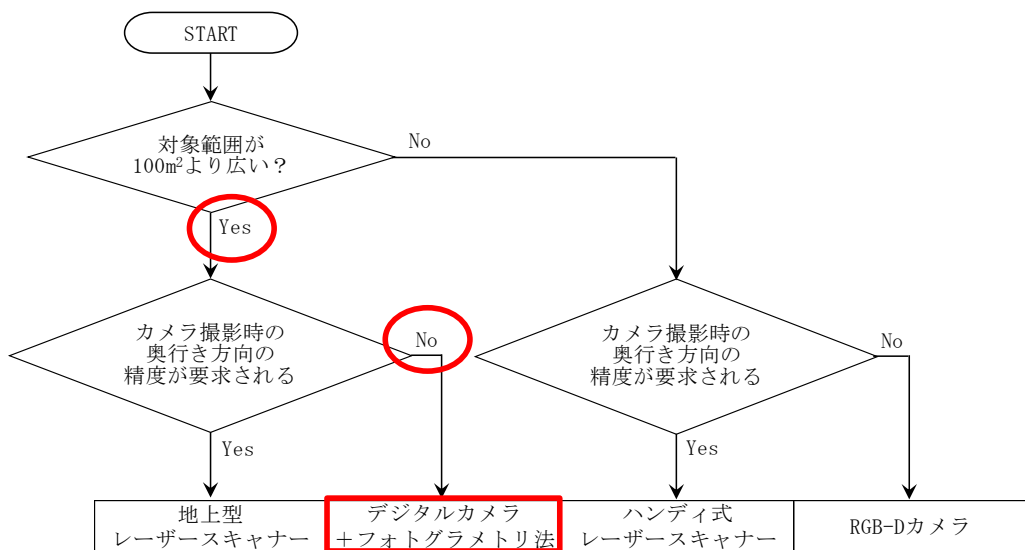 START
対象範囲が
100m²より広い？
No
Yes
カメラ撮影時の
奥行き方向の
精度が要求される
No
カメラ撮影時の
奥行き方向の
精度が要求される
No
Yes
Yes
地上型
レーザースキャナー
デジタルカメラ
＋フォトグラメトリ法
ハンディ式
レーザースキャナー
RGB-Dカメラ